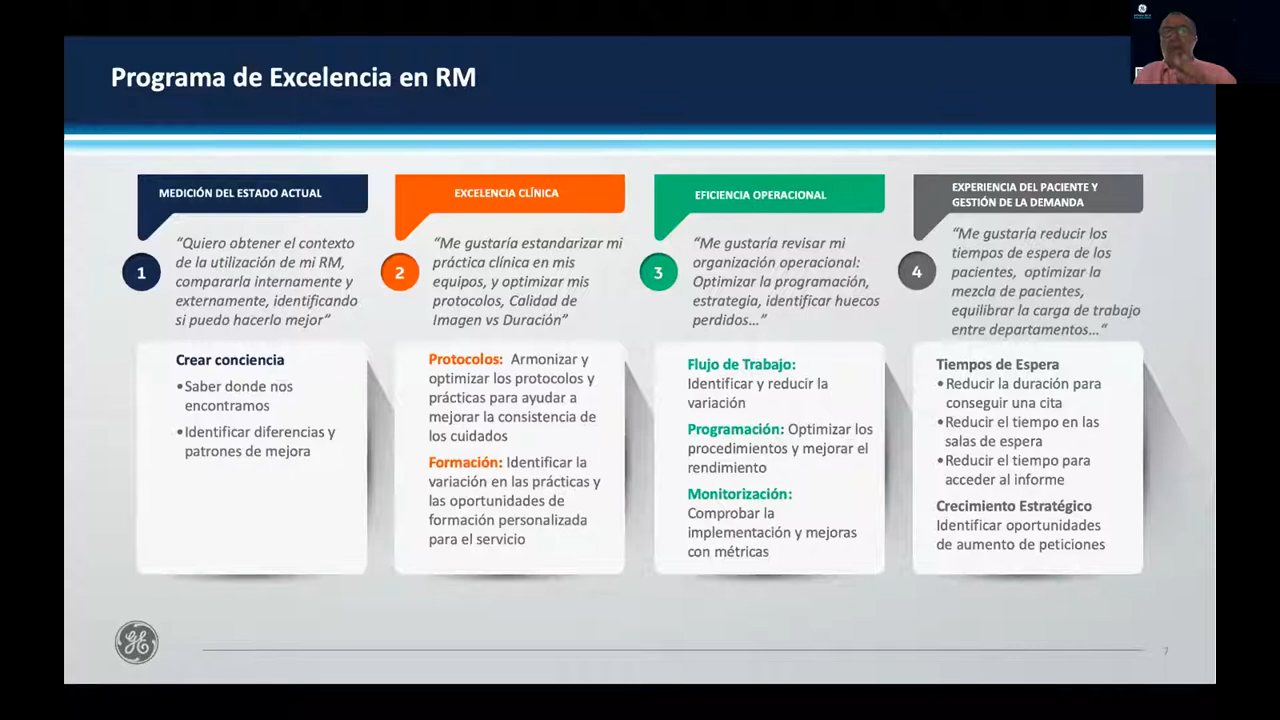 Programa de Excelencia en RM
MEDICIÓN DEL ESTADO ACTUAL
1
“Quiero obtener el contexto
de la utilización de mi RM,
compararla internamente y
externamente, identificando
si puedo hacerlo mejor”
Crear conciencia
•Saber donde nos
encontramos
•Identificar diferencias y
patrones de mejora
EXCELENCIA CLÍNICA
2
“Me gustaría estandarizar mi
práctica clínica en mis
equipos, y optimizar mis
protocolos, Calidad de
Imagen vs Duración”
Protocolos: Armonizar y
optimizar los protocolos y
prácticas para ayudar a
mejorar la consistencia de
los cuidados
Formación: Identificar la
variación en las prácticas y
las oportunidades de
formación personalizada
para el servicio
EFICIENCIA OPERACIONAL
3
“Me gustaría revisar mi
organización operacional:
Optimizar la programación,
estrategia, identificar huecos
perdidos…”
Flujo de Trabajo:
Identificar y reducir la
variación
Programación: Optimizar los
procedimientos y mejorar el
rendimiento
Monitorización:
Comprobar la
implementación y mejoras
con métricas
EXPERIENCIA DEL PACIENTE Y
GESTIÓN DE LA DEMANDA
4
“Me gustaría reducir los
tiempos de espera de los
pacientes, optimizar la
mezcla de pacientes,
equilibrar la carga de trabajo
entre departamentos…“
Tiempos de Espera
•Reducir la duración para
conseguir una cita
•Reducir el tiempo en las
salas de espera
•Reducir el tiempo para
acceder al informe
Crecimiento Estratégico
Identificar oportunidades
de aumento de peticiones
GE
7